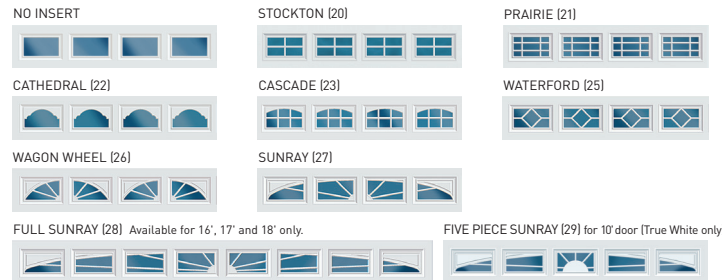 NO INSERT
STOCKTON (20)
PRAIRIE (21)
CATHEDRAL (22)
CASCADE (23)
WATERFORD (25)
WAGON WHEEL (26)
SUNRAY (27)
FULL SUNRAY (28) Available for 16', 17' and 18' only.
FIVE PIECE SUNRAY (29) for 10' door (True White only